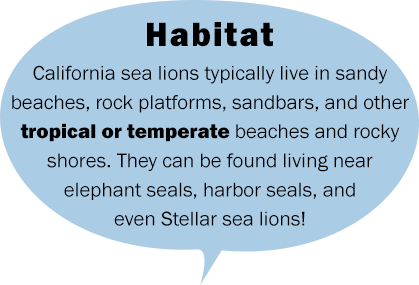 Habitat
California sea lions typically live in sandy
beaches, rock platforms, sandbars, and other
tropical or temperate beaches and rocky
shores. They can be found living near
elephant seals, harbor seals, and
even Stellar sea lions!